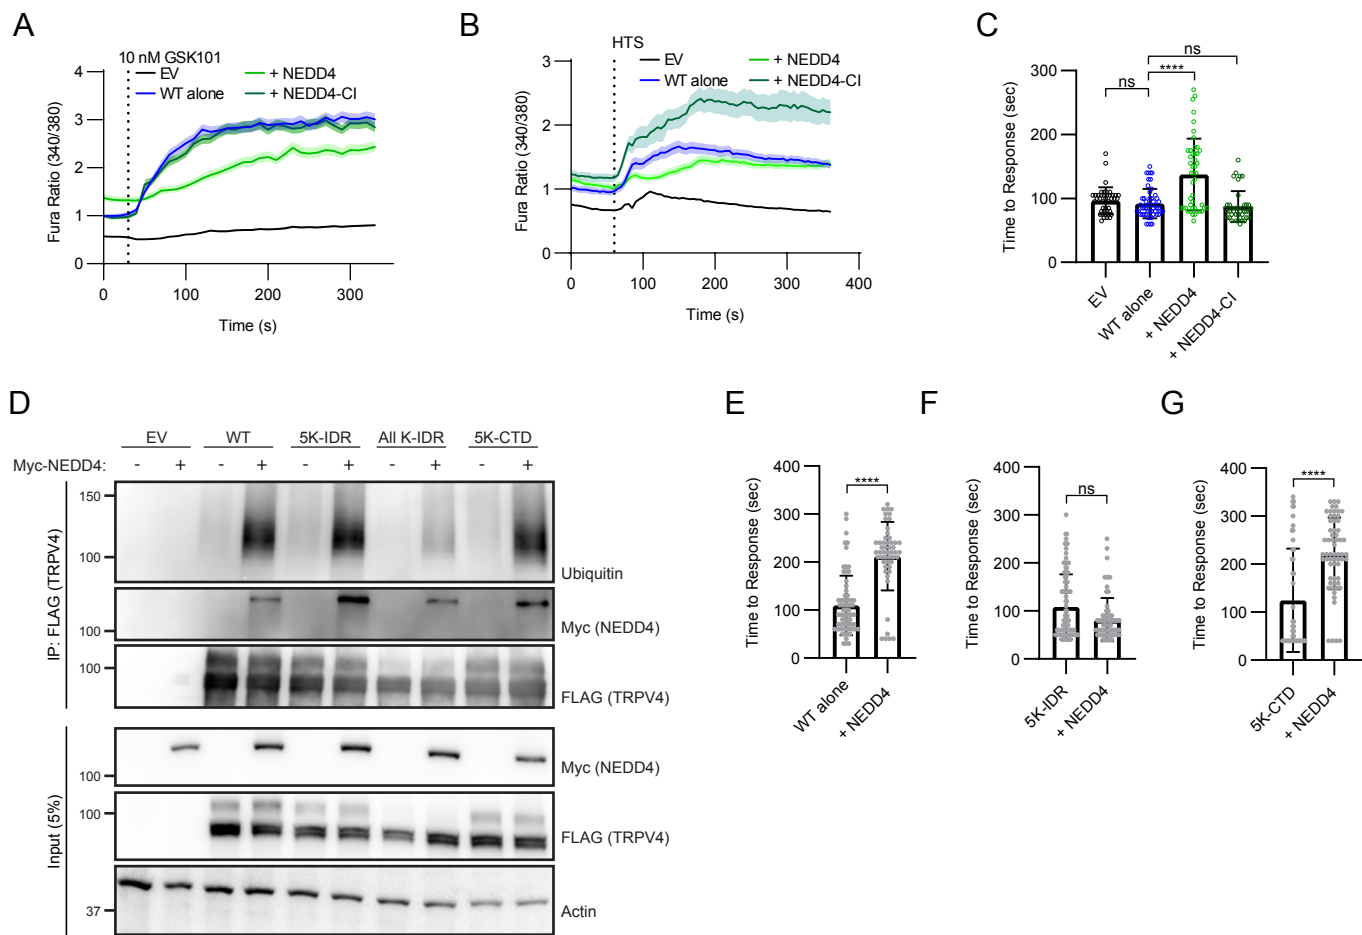 A
10 nM GSK101
EV
+ NEDD4
WT alone
+ NEDD4-CI
4
3
2
1
0
Fura Ratio (340/380)
0
100
200
300
Time (s)
B
HTS
EV
+ NEDD4
WT alone
+ NEDD4-CI
3
2
1
0
Fura Ratio (340/380)
0
100
200
300
400
Time (s)
C
ns
ns
****
300
200
100
0
Time to Response (sec)
EV
WT alone
+ NEDD4
+ NEDD4-CI
D
EV
WT
5K-IDR
All K-IDR
5K-CTD
Myc-NEDD4:
- + - + - + - + - +
IP: FLAG (TRPV4)
150
100
Ubiquitin
100
Myc (NEDD4)
100
FLAG (TRPV4)
Input (5%)
100
Myc (NEDD4)
100
FLAG (TRPV4)
37
Actin
E
****
400
300
200
100
0
Time to Response (sec)
WT alone
+ NEDD4
F
ns
400
300
200
100
0
Time to Response (sec)
5K-IDR
+ NEDD4
G
****
400
300
200
100
0
Time to Response (sec)
5K-CTD
+ NEDD4